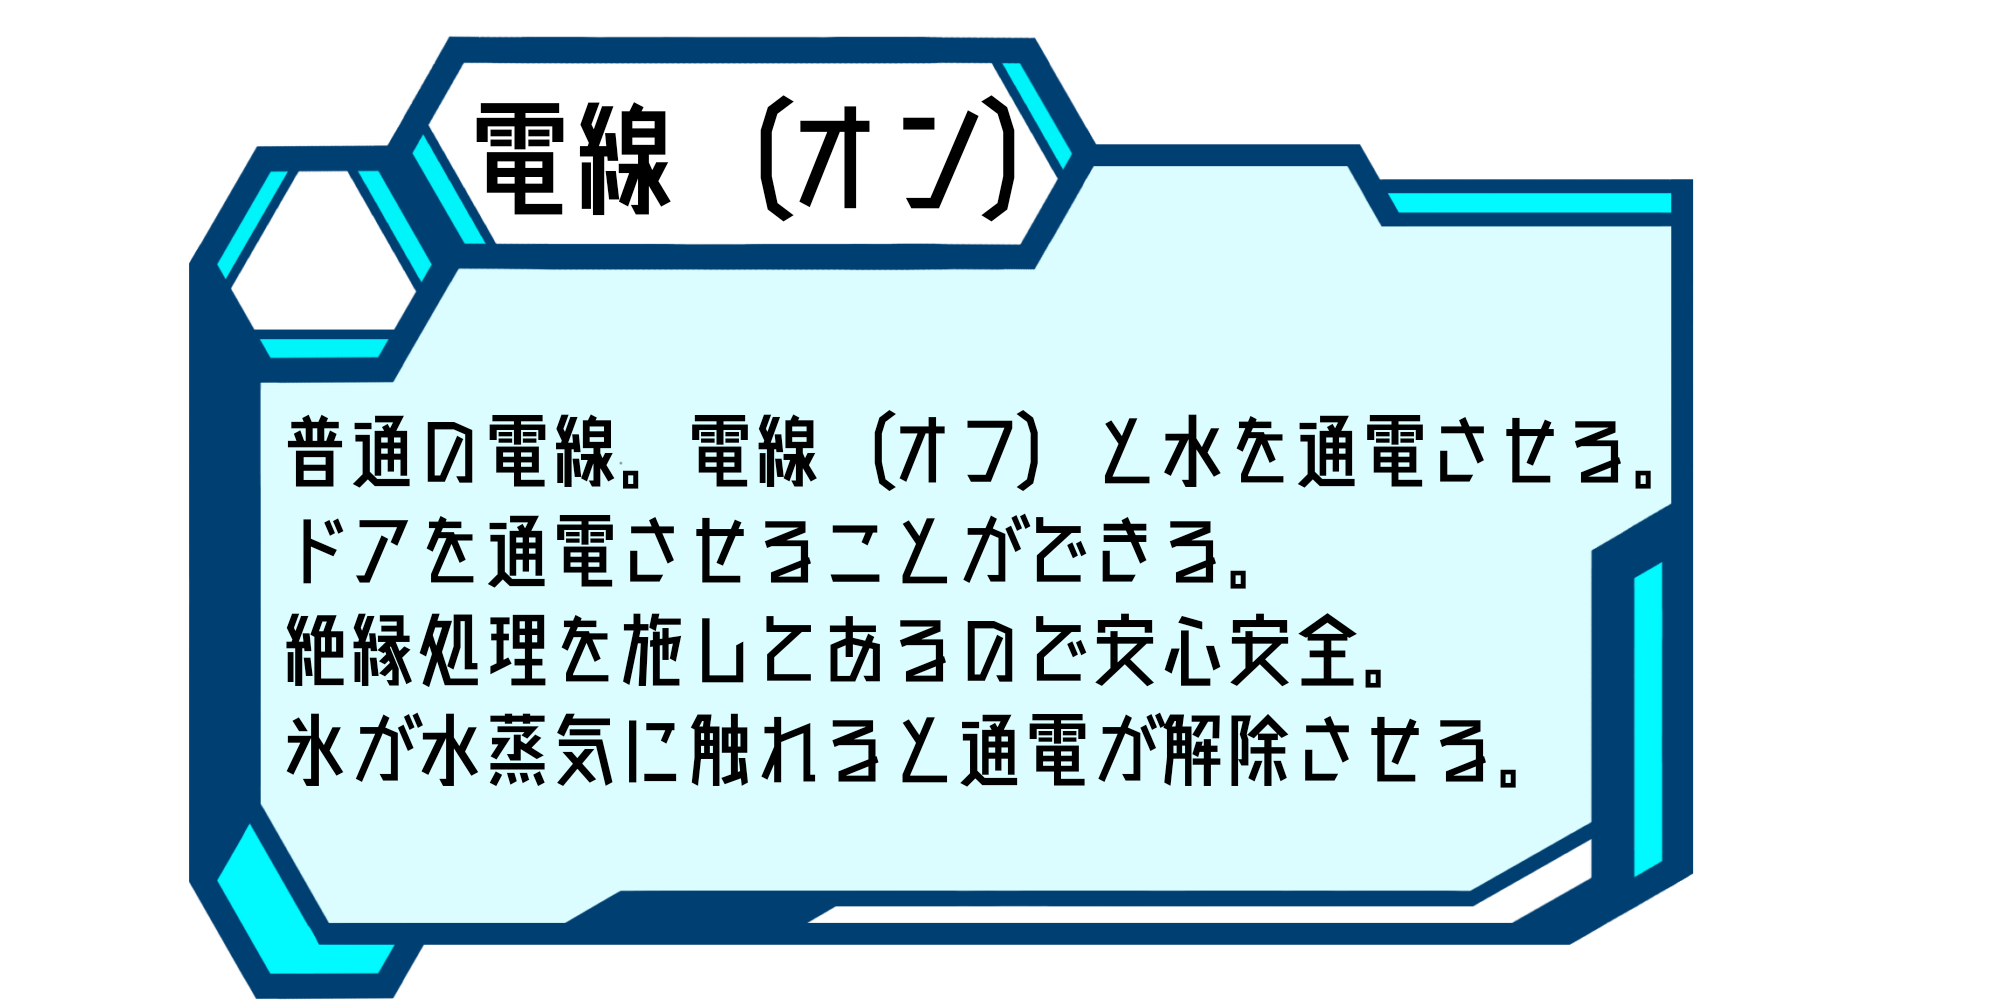 電線 (オン)
普通の電線。電線 (オフ) と水を通電させる。
ドアを通電させることができる。
絶縁処理を施してあるので安心安全。
氷が水蒸気に触れると通電が解除させる。